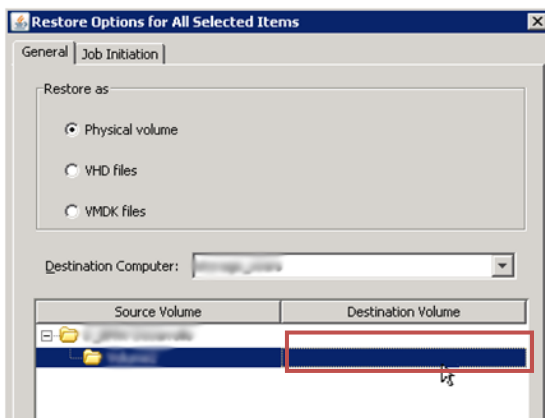 Restore Options for All Selected Items
General Job Initiation
Restore as
Physical volume
VHD files
VMDK files
Destination Computer:
Source Volume Destination Volume